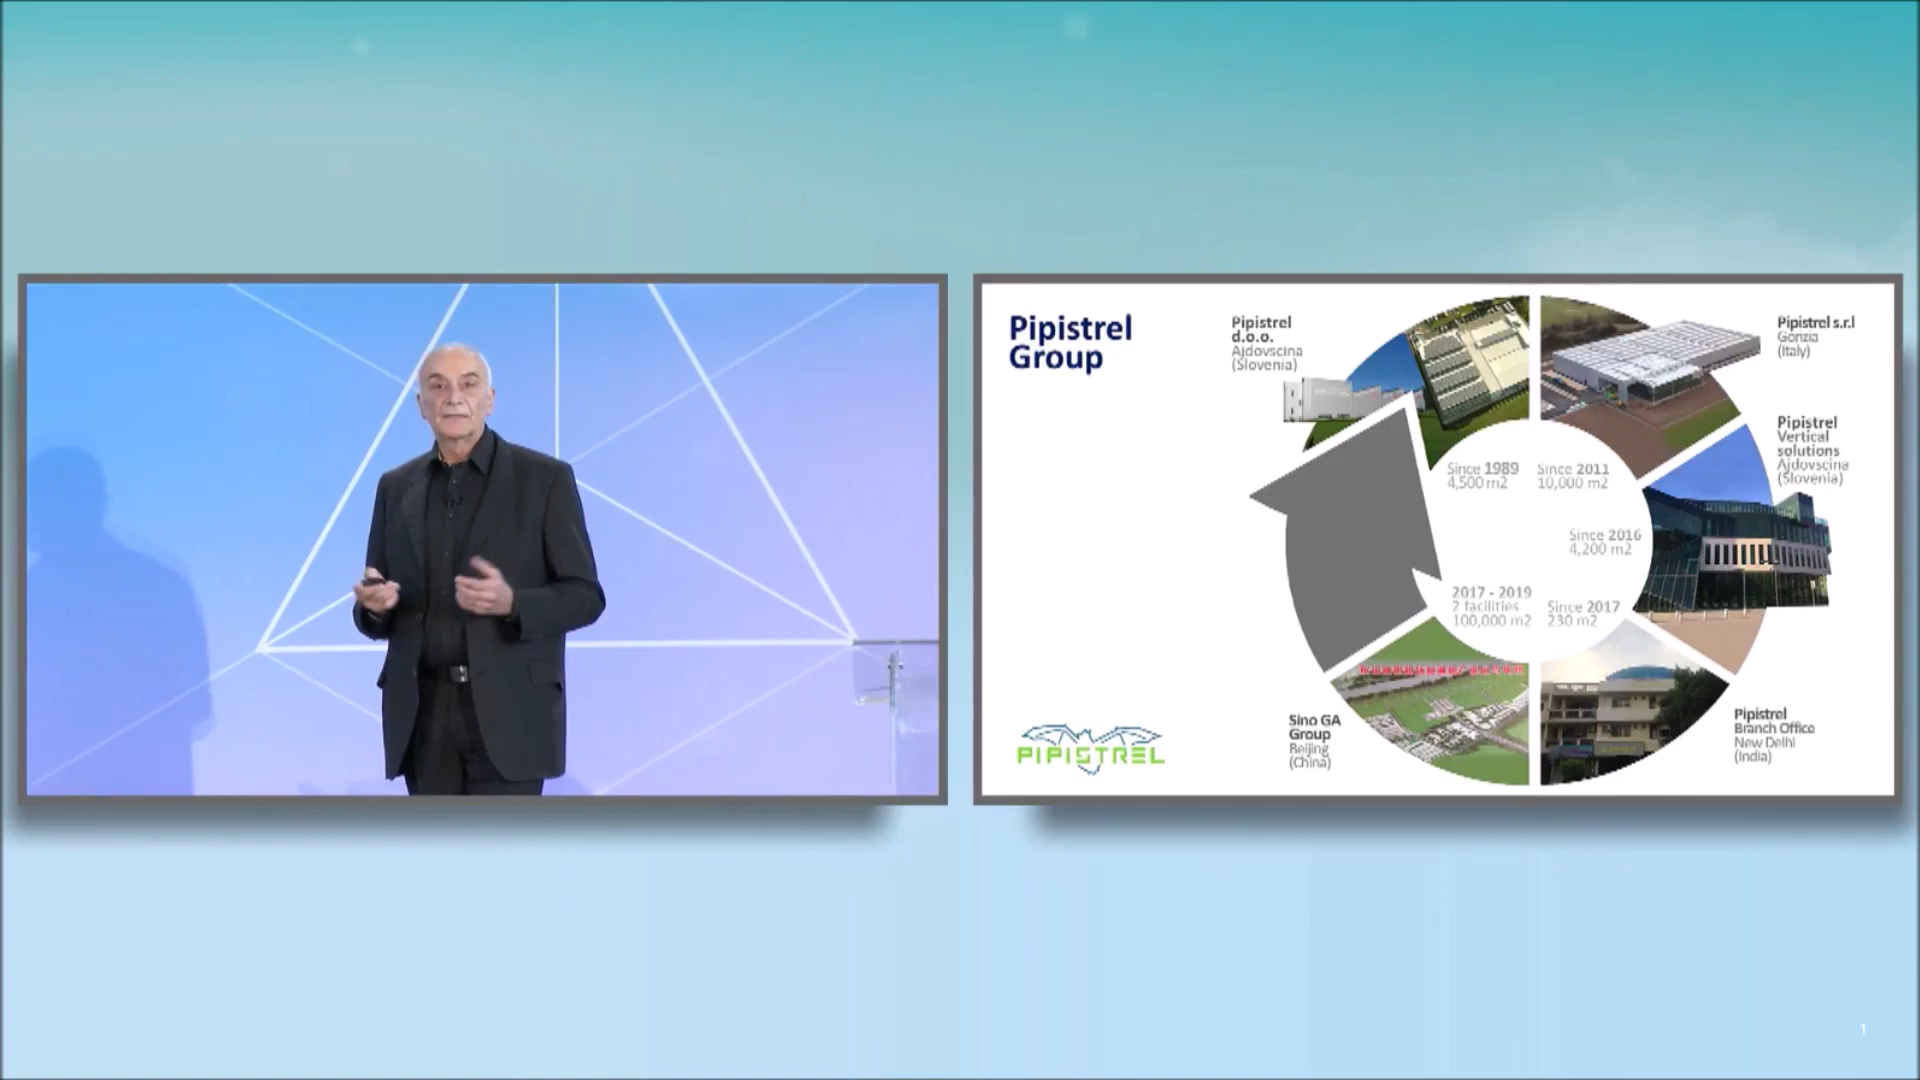 Pipistrel
Group
Pipistrel
d.o.o.
Ajdovscina
(Slovenia)
Pipistrel s.r.l
Gorizia
(Italy)
Pipistrel
Vertical
solutions
Ajdovscina
(Slovenia)
Since 1989
4,500 m2
Since 2011
10,000 m2
Since 2016
4,200 m2
2017 - 2019
2 facilities
100,000 m2
Since 2017
230 m2
Sino GA
Group
Beijing
(China)
Pipistrel
Branch Office
New Delhi
(India)
PIPISTREL
1